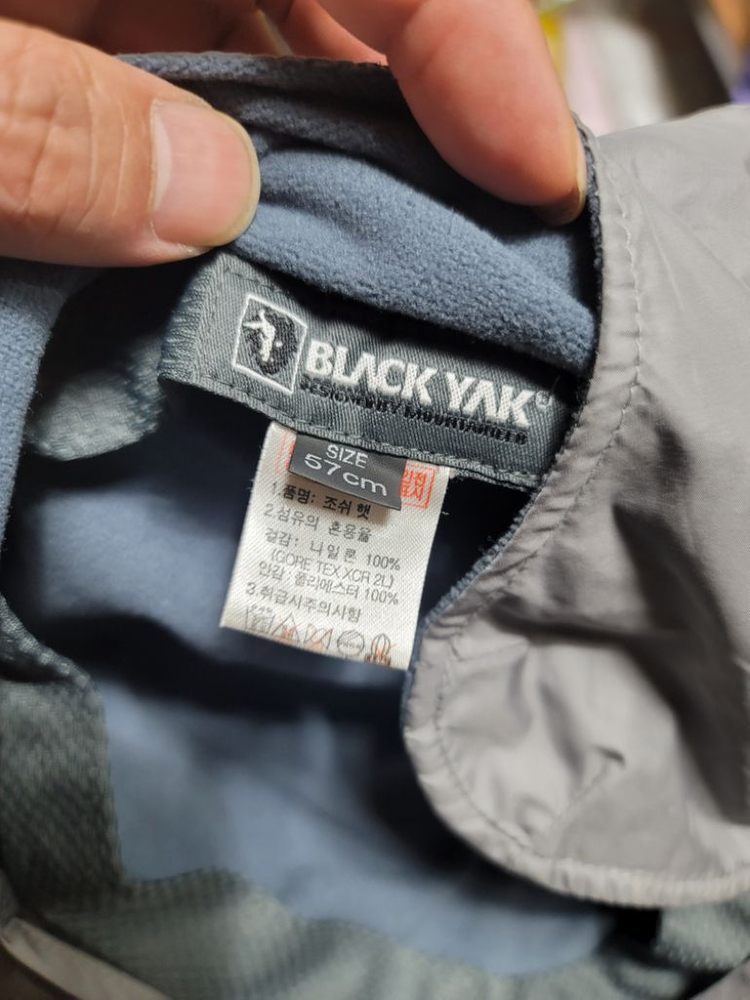 BLACK YAK®
DESIGNED BY MOUNTAINEER
SIZE
57cm
1.품명: 조쉬 햇
2.섬유의 혼용율
겉감: 나일론 100%
(GORE TEX XCR 2L)
안감: 폴리에스터 100%
3.취급시주의사항